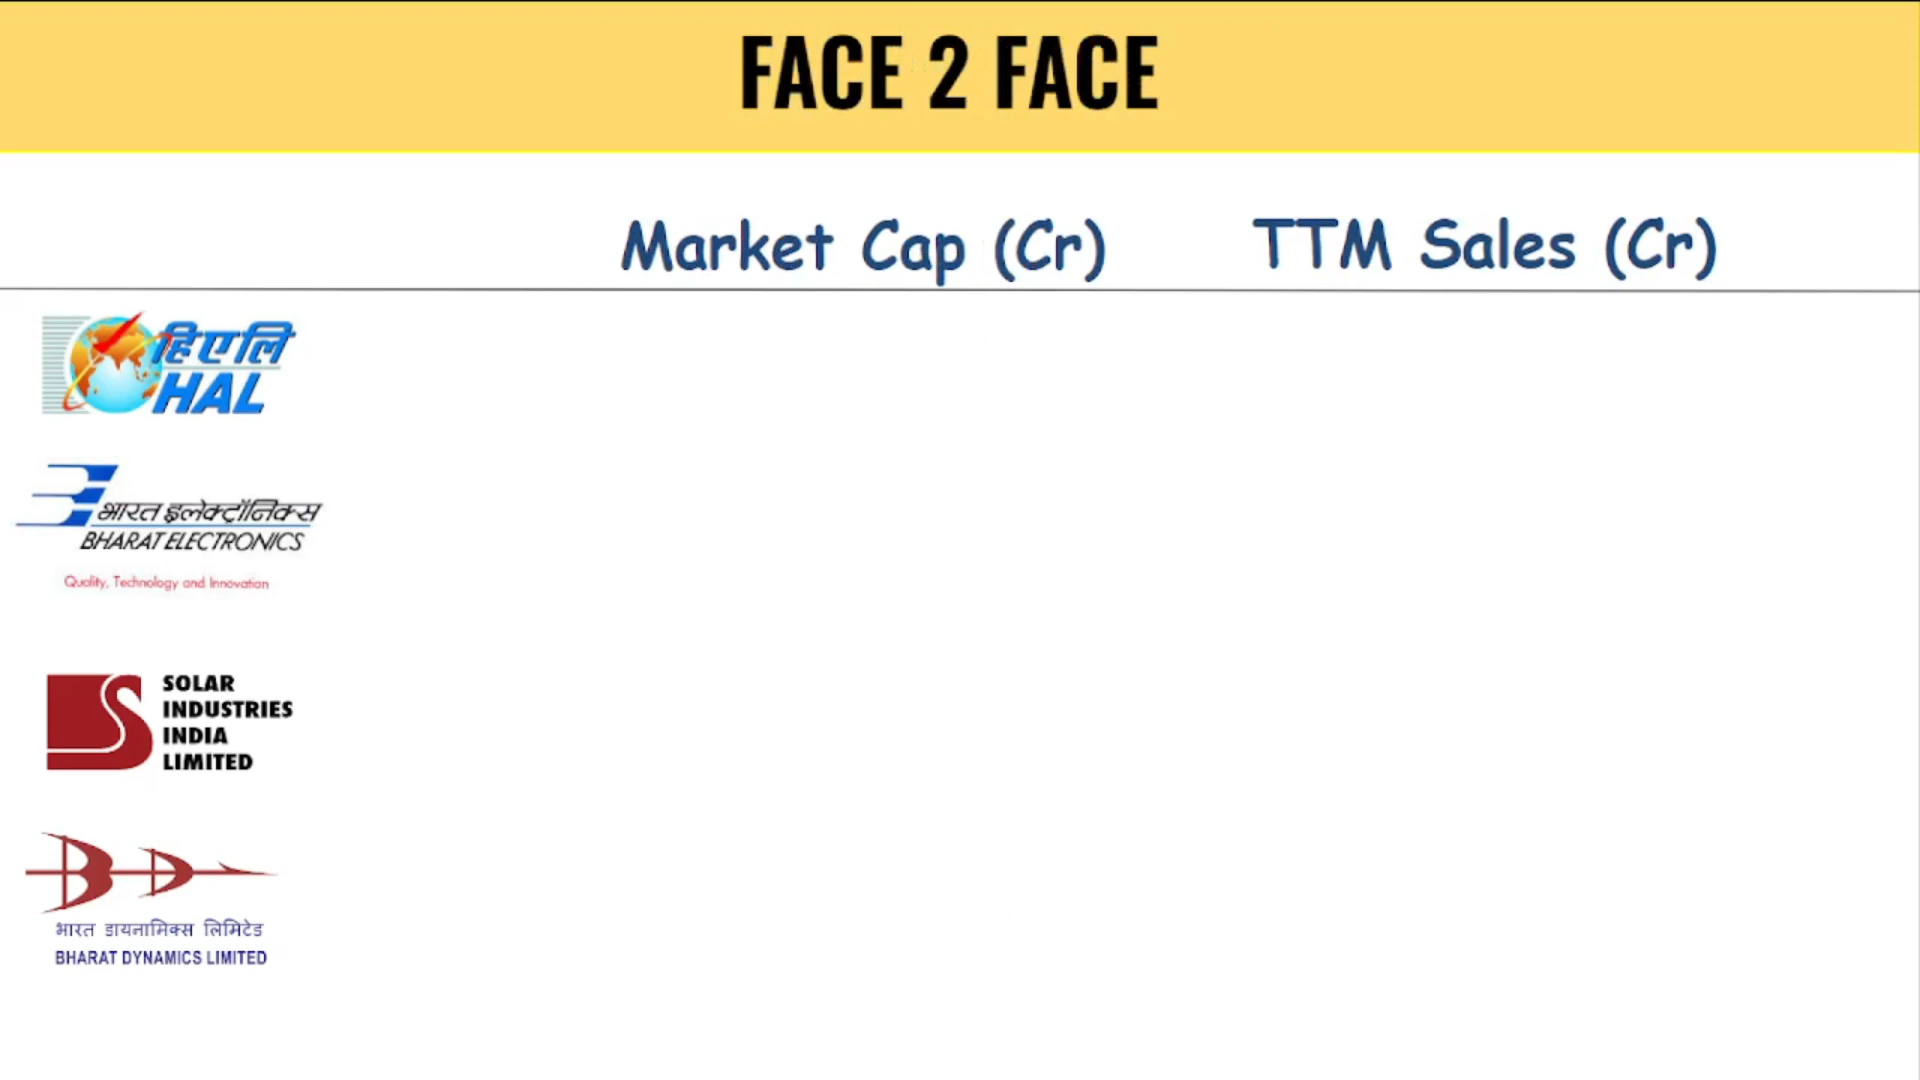 FACE 2 FACE
Market Cap (Cr) TTM Sales (Cr)
हिएलि
HAL
भारत इलेक्ट्रॉनिक्स
BHARAT ELECTRONICS
Quality, Technology and Innovation
SOLAR
INDUSTRIES
INDIA
LIMITED
BD
भारत डायनामिक्स लिमिटेड
BHARAT DYNAMICS LIMITED